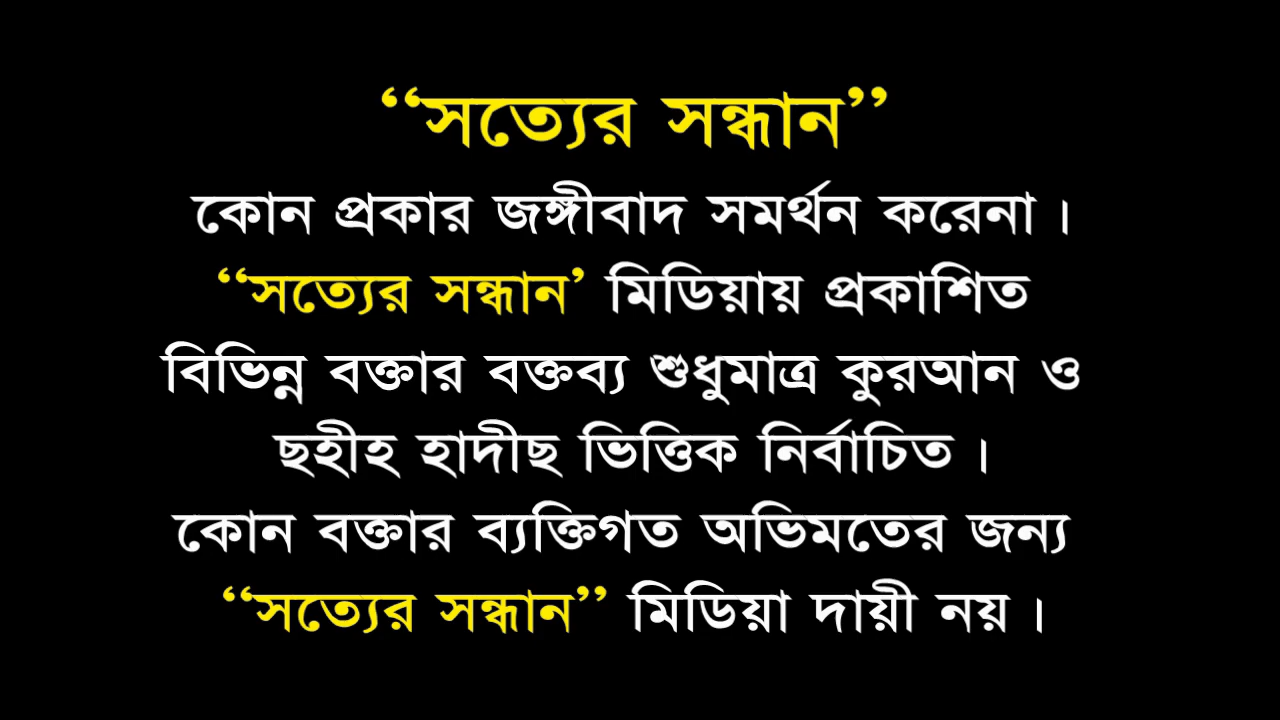 ‘‘সত্যের সন্ধান’’
কোন প্রকার জঙ্গীবাদ সমর্থন করেনা।
‘‘সত্যের সন্ধান’ মিডিয়ায় প্রকাশিত
বিভিন্ন বক্তার বক্তব্য শুধুমাত্র কুরআন ও
ছহীহ হাদীছ ভিত্তিক নির্বাচিত।
কোন বক্তার ব্যক্তিগত অভিমতের জন্য
‘‘সত্যের সন্ধান’’ মিডিয়া দায়ী নয়।